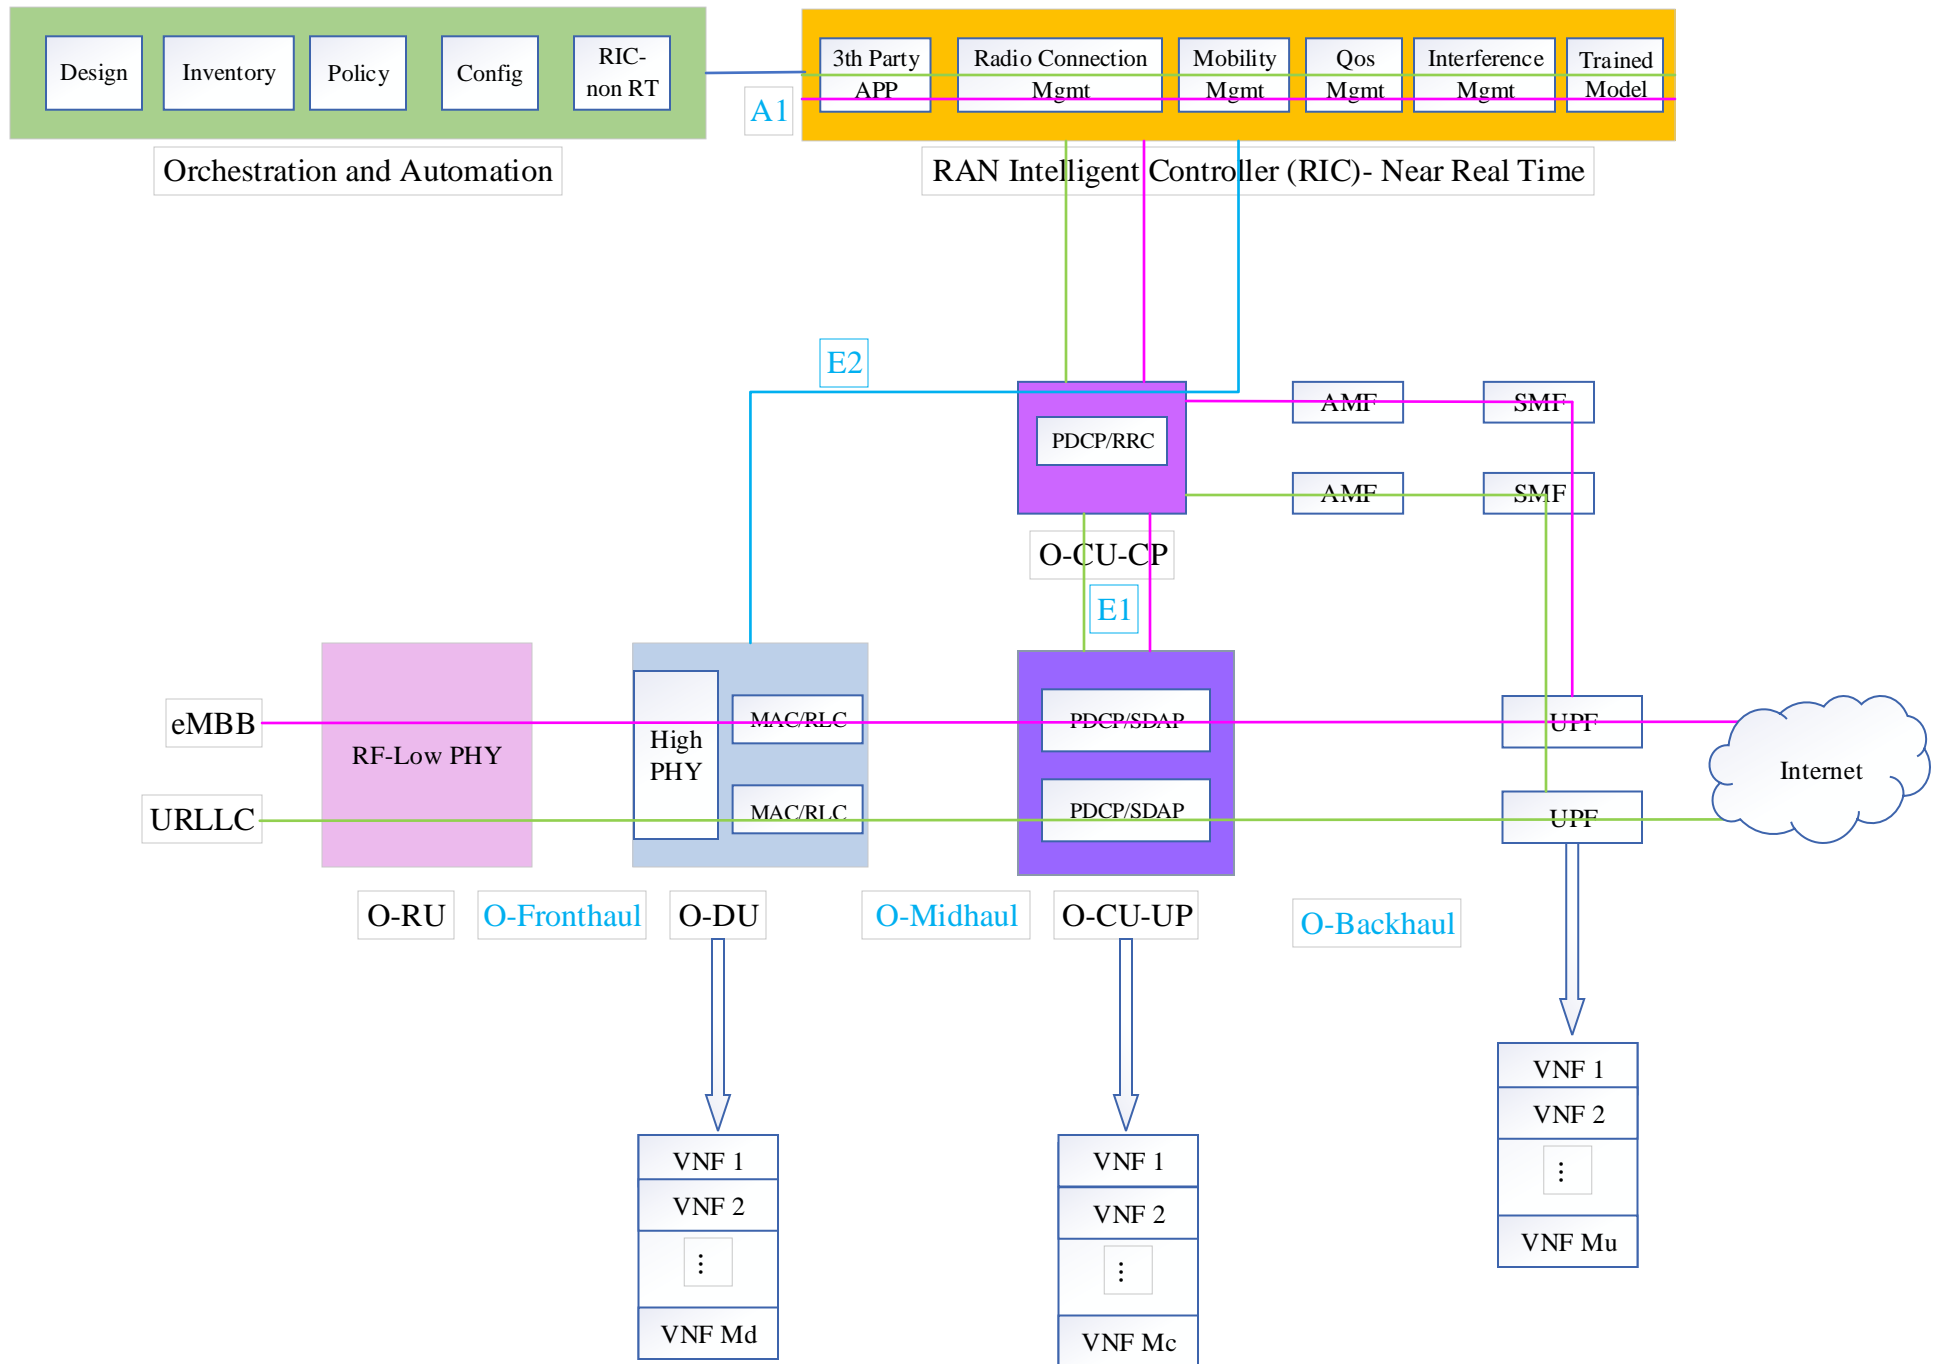 Design
Inventory
Policy
Config
RIC-
non RT
3th Party
APP
Radio Connection
Mgmt
Mobility
Mgmt
Qos
Mgmt
Interference
Mgmt
Trained
Model
A1
Orchestration and Automation
RAN Intelligent Controller (RIC)- Near Real Time
E2
AMF
SMF
PDCP/RRC
AMF
SMF
O-CU-CP
E1
eMBB
MAC/RLC
PDCP/SDAP
UPF
RF-Low PHY
High
PHY
Internet
URLLC
MAC/RLC
PDCP/SDAP
UPF
O-RU
O-Fronthaul
O-DU
O-Midhaul
O-CU-UP
O-Backhaul
VNF 1
VNF 2
⋮
VNF Md
VNF 1
VNF 2
⋮
VNF Mc
VNF 1
VNF 2
⋮
VNF Mu